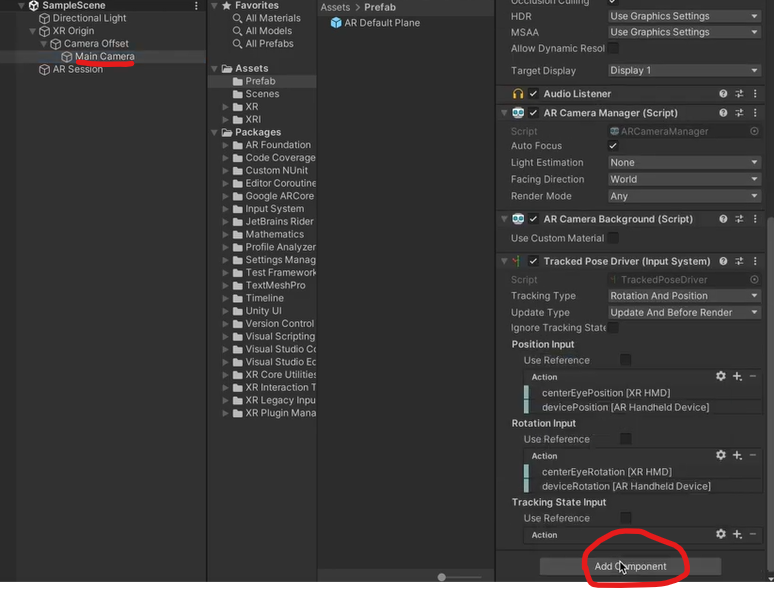 SampleScene
Directional Light
XR Origin
Camera Offset
Main Camera
AR Session
Favorites
All Materials
All Models
All Prefabs
Assets
Prefab
Scenes
XR
XRI
Packages
AR Foundation
Code Coverage
Custom NUnit
Editor Coroutine
Google ARCore
Input System
JetBrains Rider
Mathematics
Profile Analyzer
Settings Manag
Test Framework
TextMeshPro
Timeline
Unity UI
Version Control
Visual Scripting
Visual Studio Co
Visual Studio Ed
XR Core Utilities
XR Interaction T
XR Legacy Inpu
XR Plugin Mana
Assets > Prefab
AR Default Plane
Occlusion Culling
HDR Use Graphics Settings
MSAA Use Graphics Settings
Allow Dynamic Resol
Target Display Display 1
Audio Listener
AR Camera Manager (Script)
Script ARCameraManager
Auto Focus
Light Estimation None
Facing Direction World
Render Mode Any
AR Camera Background (Script)
Use Custom Material
Tracked Pose Driver (Input System)
Script TrackedPoseDriver
Tracking Type Rotation And Position
Update Type Update And Before Render
Ignore Tracking State
Position Input
Use Reference
Action
centerEyePosition [XR HMD]
devicePosition [AR Handheld Device]
Rotation Input
Use Reference
Action
centerEyeRotation [XR HMD]
deviceRotation [AR Handheld Device]
Tracking State Input
Use Reference
Action
Add Component